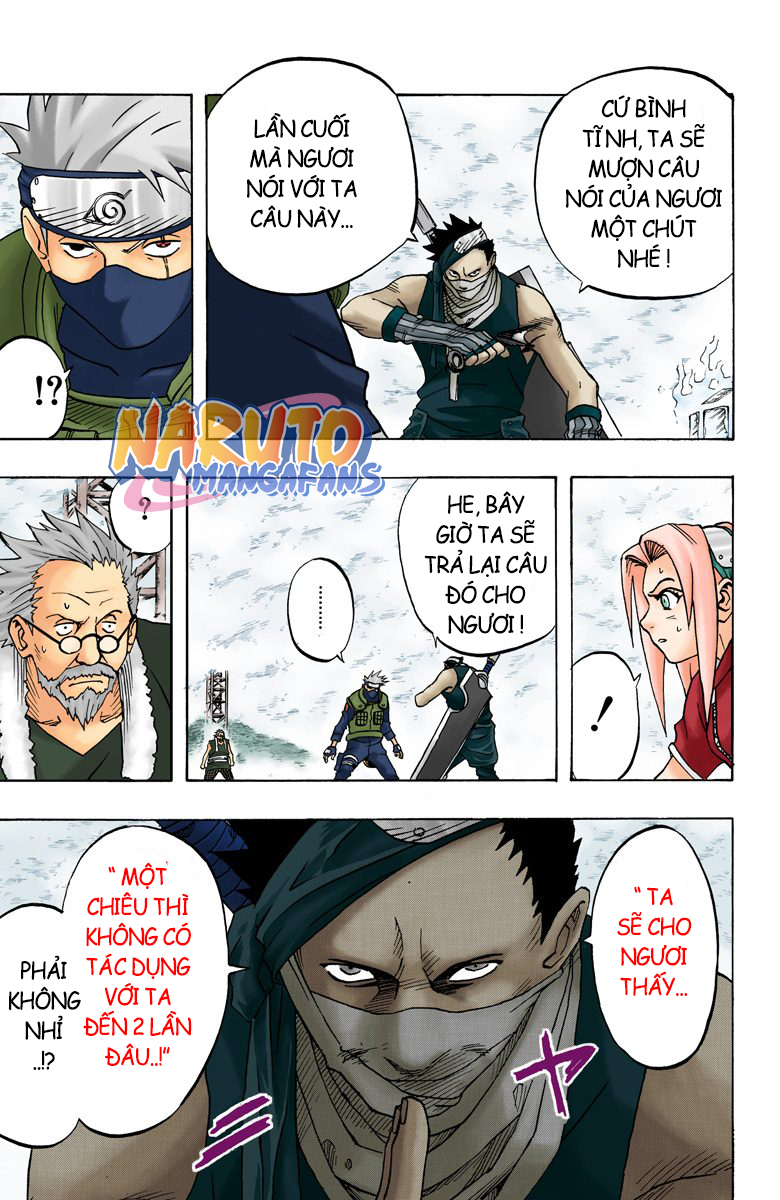 CỨ BÌNH
TĨNH, TA SẼ
MƯỢN CÂU
NÓI CỦA NGƯƠI
MỘT CHÚT
NHÉ !
LẦN CUỐI
MÀ NGƯƠI
NÓI VỚI TA
CÂU NÀY...
!?
NARUTO
MANGAFANS
!
HE, BÂY
GIỜ TA SẼ
TRẢ LẠI CÂU
ĐÓ CHO
NGƯƠI !
.........
?
“ TA
SẼ CHO
NGƯƠI
THẤY...
“ MỘT
CHIÊU THÌ
KHÔNG CÓ
TÁC DỤNG
VỚI TA
ĐẾN 2 LẦN
ĐÂU..!”
PHẢI
KHÔNG
NHỈ
..!?